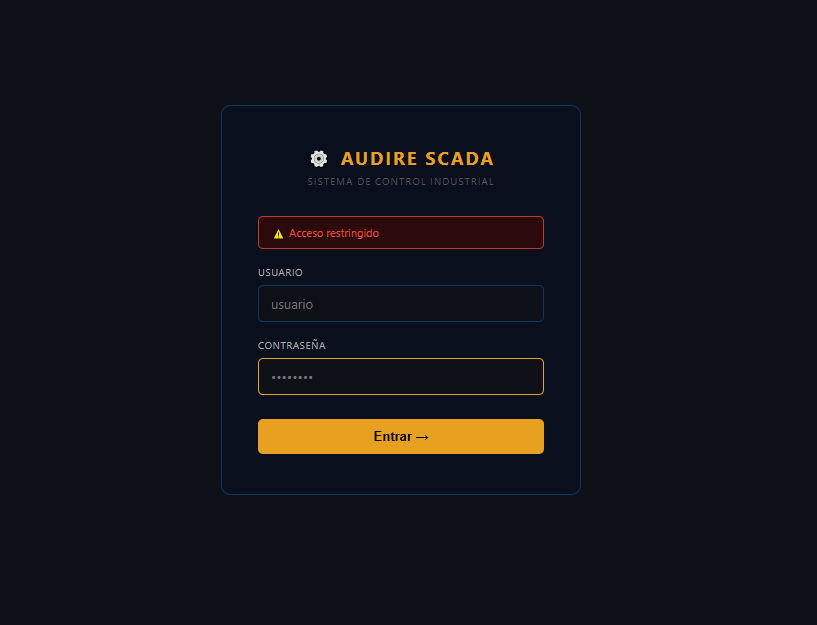 AUDIRE SCADA
SISTEMA DE CONTROL INDUSTRIAL
Acceso restringido
USUARIO
usuario
CONTRASEÑA
••••••••
Entrar →